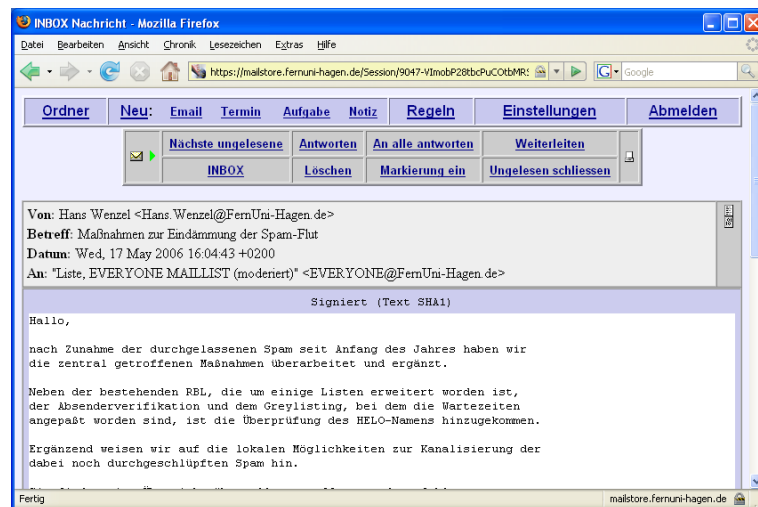 INBOX Nachricht - Mozilla Firefox
Datei Bearbeiten Ansicht Chronik Lesezeichen Extras Hilfe
https://mailstore.fernuni-hagen.de/Session/9047-VImobP28tbcPuCOtbMR Google
Ordner Neu: Email Termin Aufgabe Notiz Regeln Einstellungen Abmelden
Nächste ungelesene Antworten An alle antworten Weiterleiten
INBOX Löschen Markierung ein Ungelesen schliessen
Von: Hans Wenzel <Hans.Wenzel@FernUni-Hagen.de>
Betreff: Maßnahmen zur Eindämmung der Spam-Flut
Datum: Wed, 17 May 2006 16:04:43 +0200
An: "Liste, EVERYONE MAILLIST (moderiert)" <EVERYONE@FernUni-Hagen.de>
Signiert (Text SHA1)
Hallo,
nach Zunahme der durchgelassenen Spam seit Anfang des Jahres haben wir
die zentral getroffenen Maßnahmen überarbeitet und ergänzt.
Neben der bestehenden RBL, die um einige Listen erweitert worden ist,
der Absenderverifikation und dem Greylisting, bei dem die Wartezeiten
angepaßt worden sind, ist die Überprüfung des HELO-Namens hinzugekommen.
Ergänzend weisen wir auf die lokalen Möglichkeiten zur Kanalisierung der
dabei noch durchgeschlüpften Spam hin.
Fertig mailstore.fernuni-hagen.de